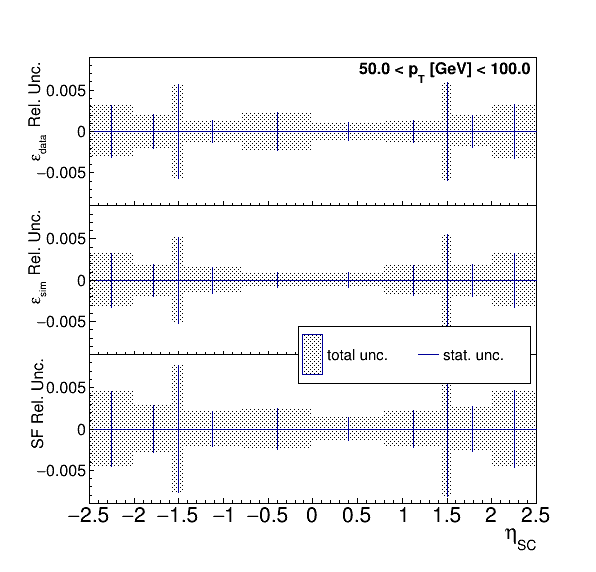 50.0 < p_T [GeV] < 100.0
ε_data Rel. Unc.
0.005
0
−0.005
ε_sim Rel. Unc.
0.005
0
−0.005
total unc.
stat. unc.
SF Rel. Unc.
0.005
0
−0.005
−2.5 −2 −1.5 −1 −0.5 0 0.5 1 1.5 2 2.5
η_SC